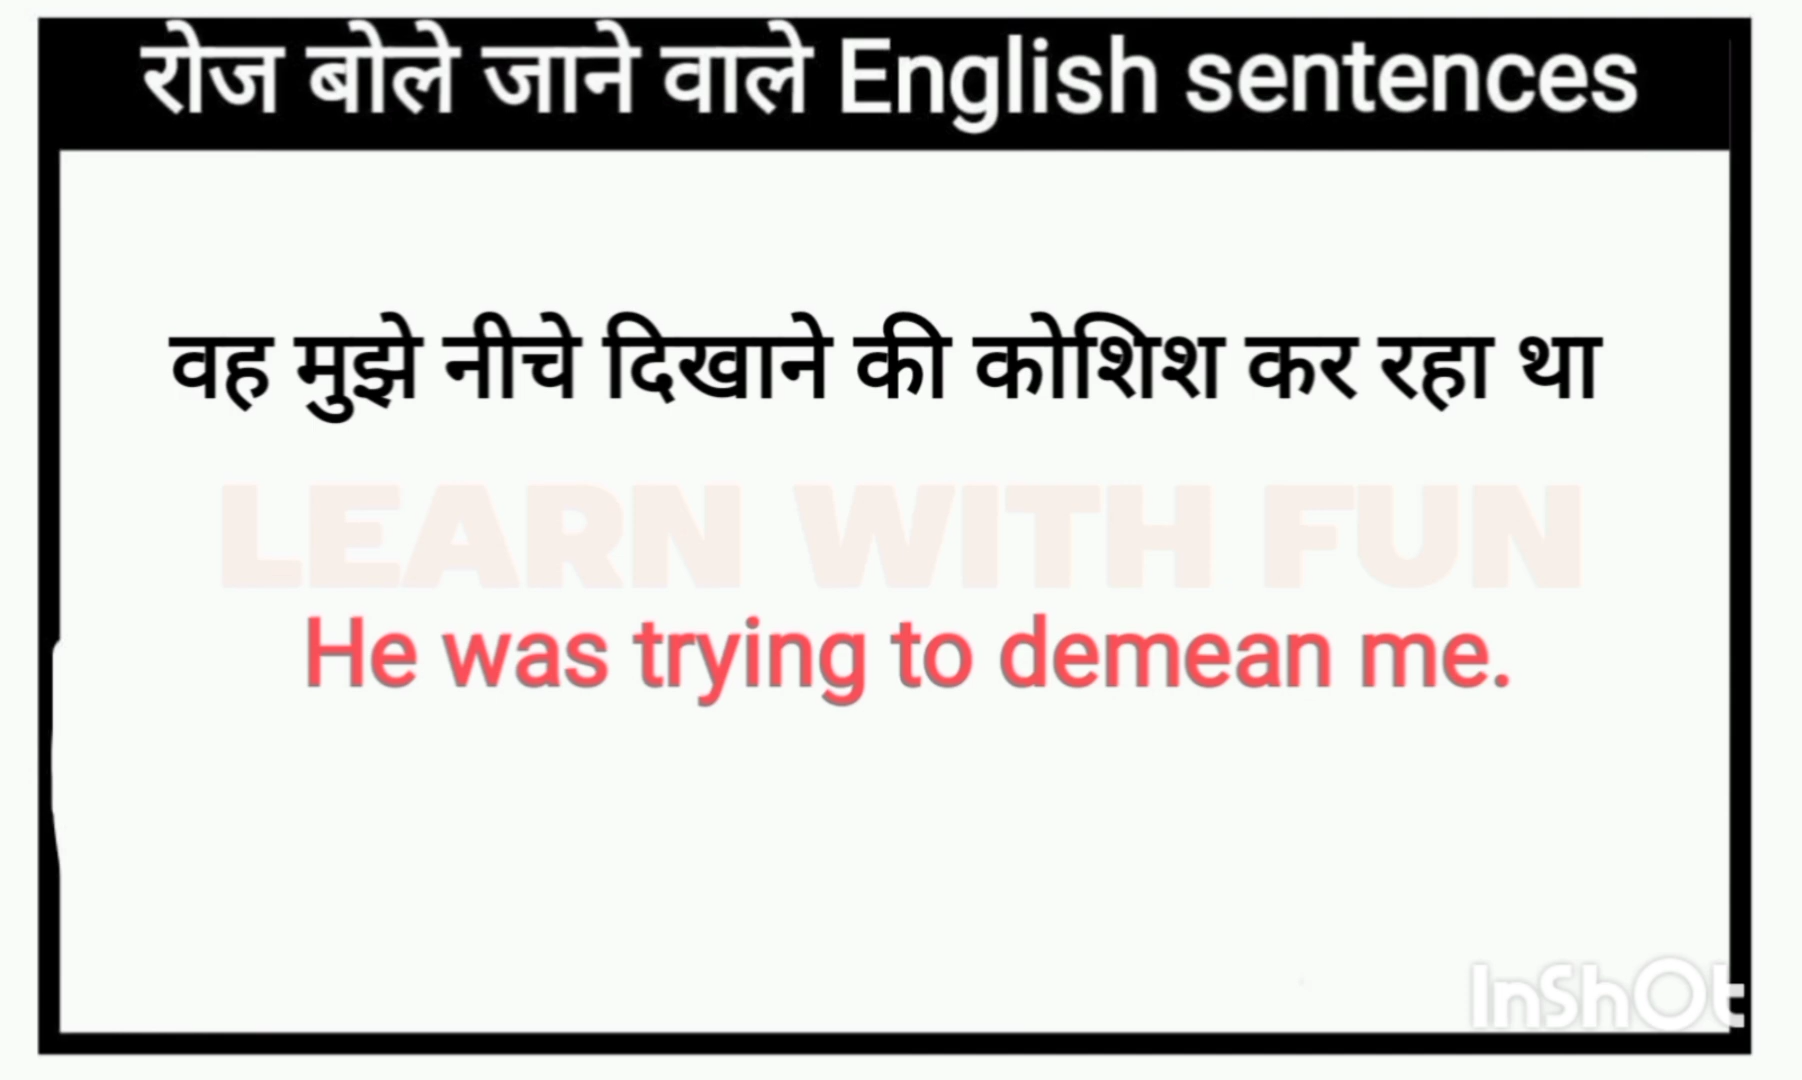 रोज बोले जाने वाले English sentences
वह मुझे नीचे दिखाने की कोशिश कर रहा था
LEARN WITH FUN
He was trying to demean me.
InShOt